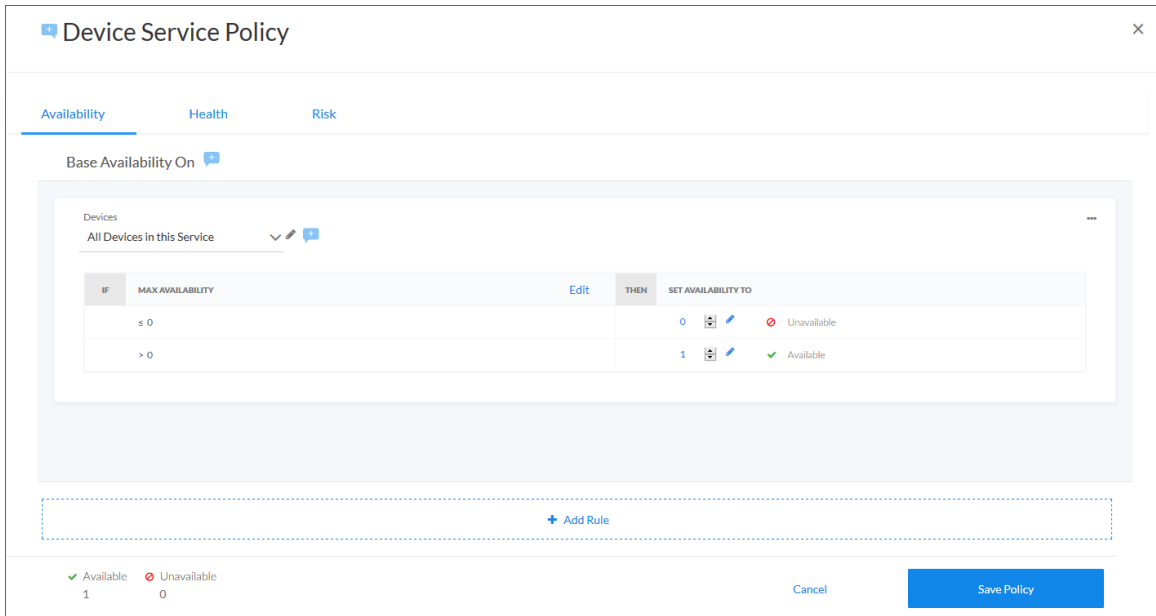 Device Service Policy
Availability Health Risk
Base Availability On
Devices
All Devices in this Service
IF MAX AVAILABILITY Edit THEN SET AVAILABILITY TO
≤ 0 0 Unavailable
> 0 1 Available
+ Add Rule
Available Unavailable
1 0
Cancel Save Policy